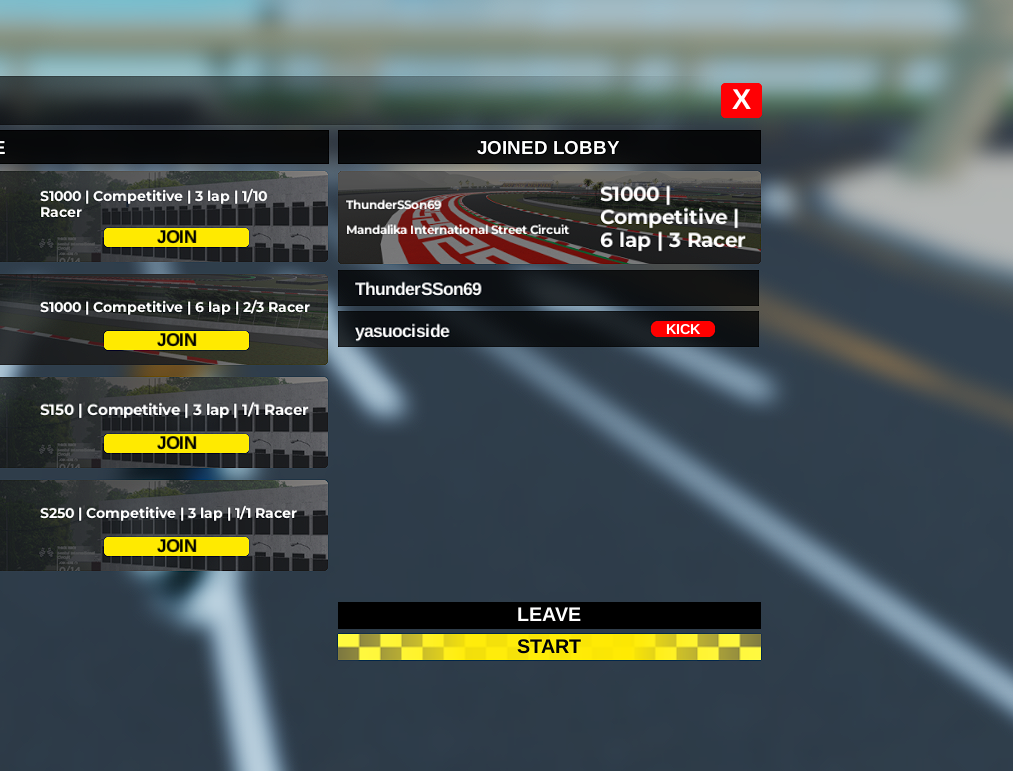 X
E
JOINED LOBBY
S1000 | Competitive | 3 lap | 1/10
Racer
JOIN
S1000 | Competitive | 6 lap | 2/3 Racer
JOIN
S150 | Competitive | 3 lap | 1/1 Racer
JOIN
S250 | Competitive | 3 lap | 1/1 Racer
JOIN
ThunderSSon69
Mandalika International Street Circuit
S1000 |
Competitive |
6 lap | 3 Racer
ThunderSSon69
yasuociside
KICK
LEAVE
START